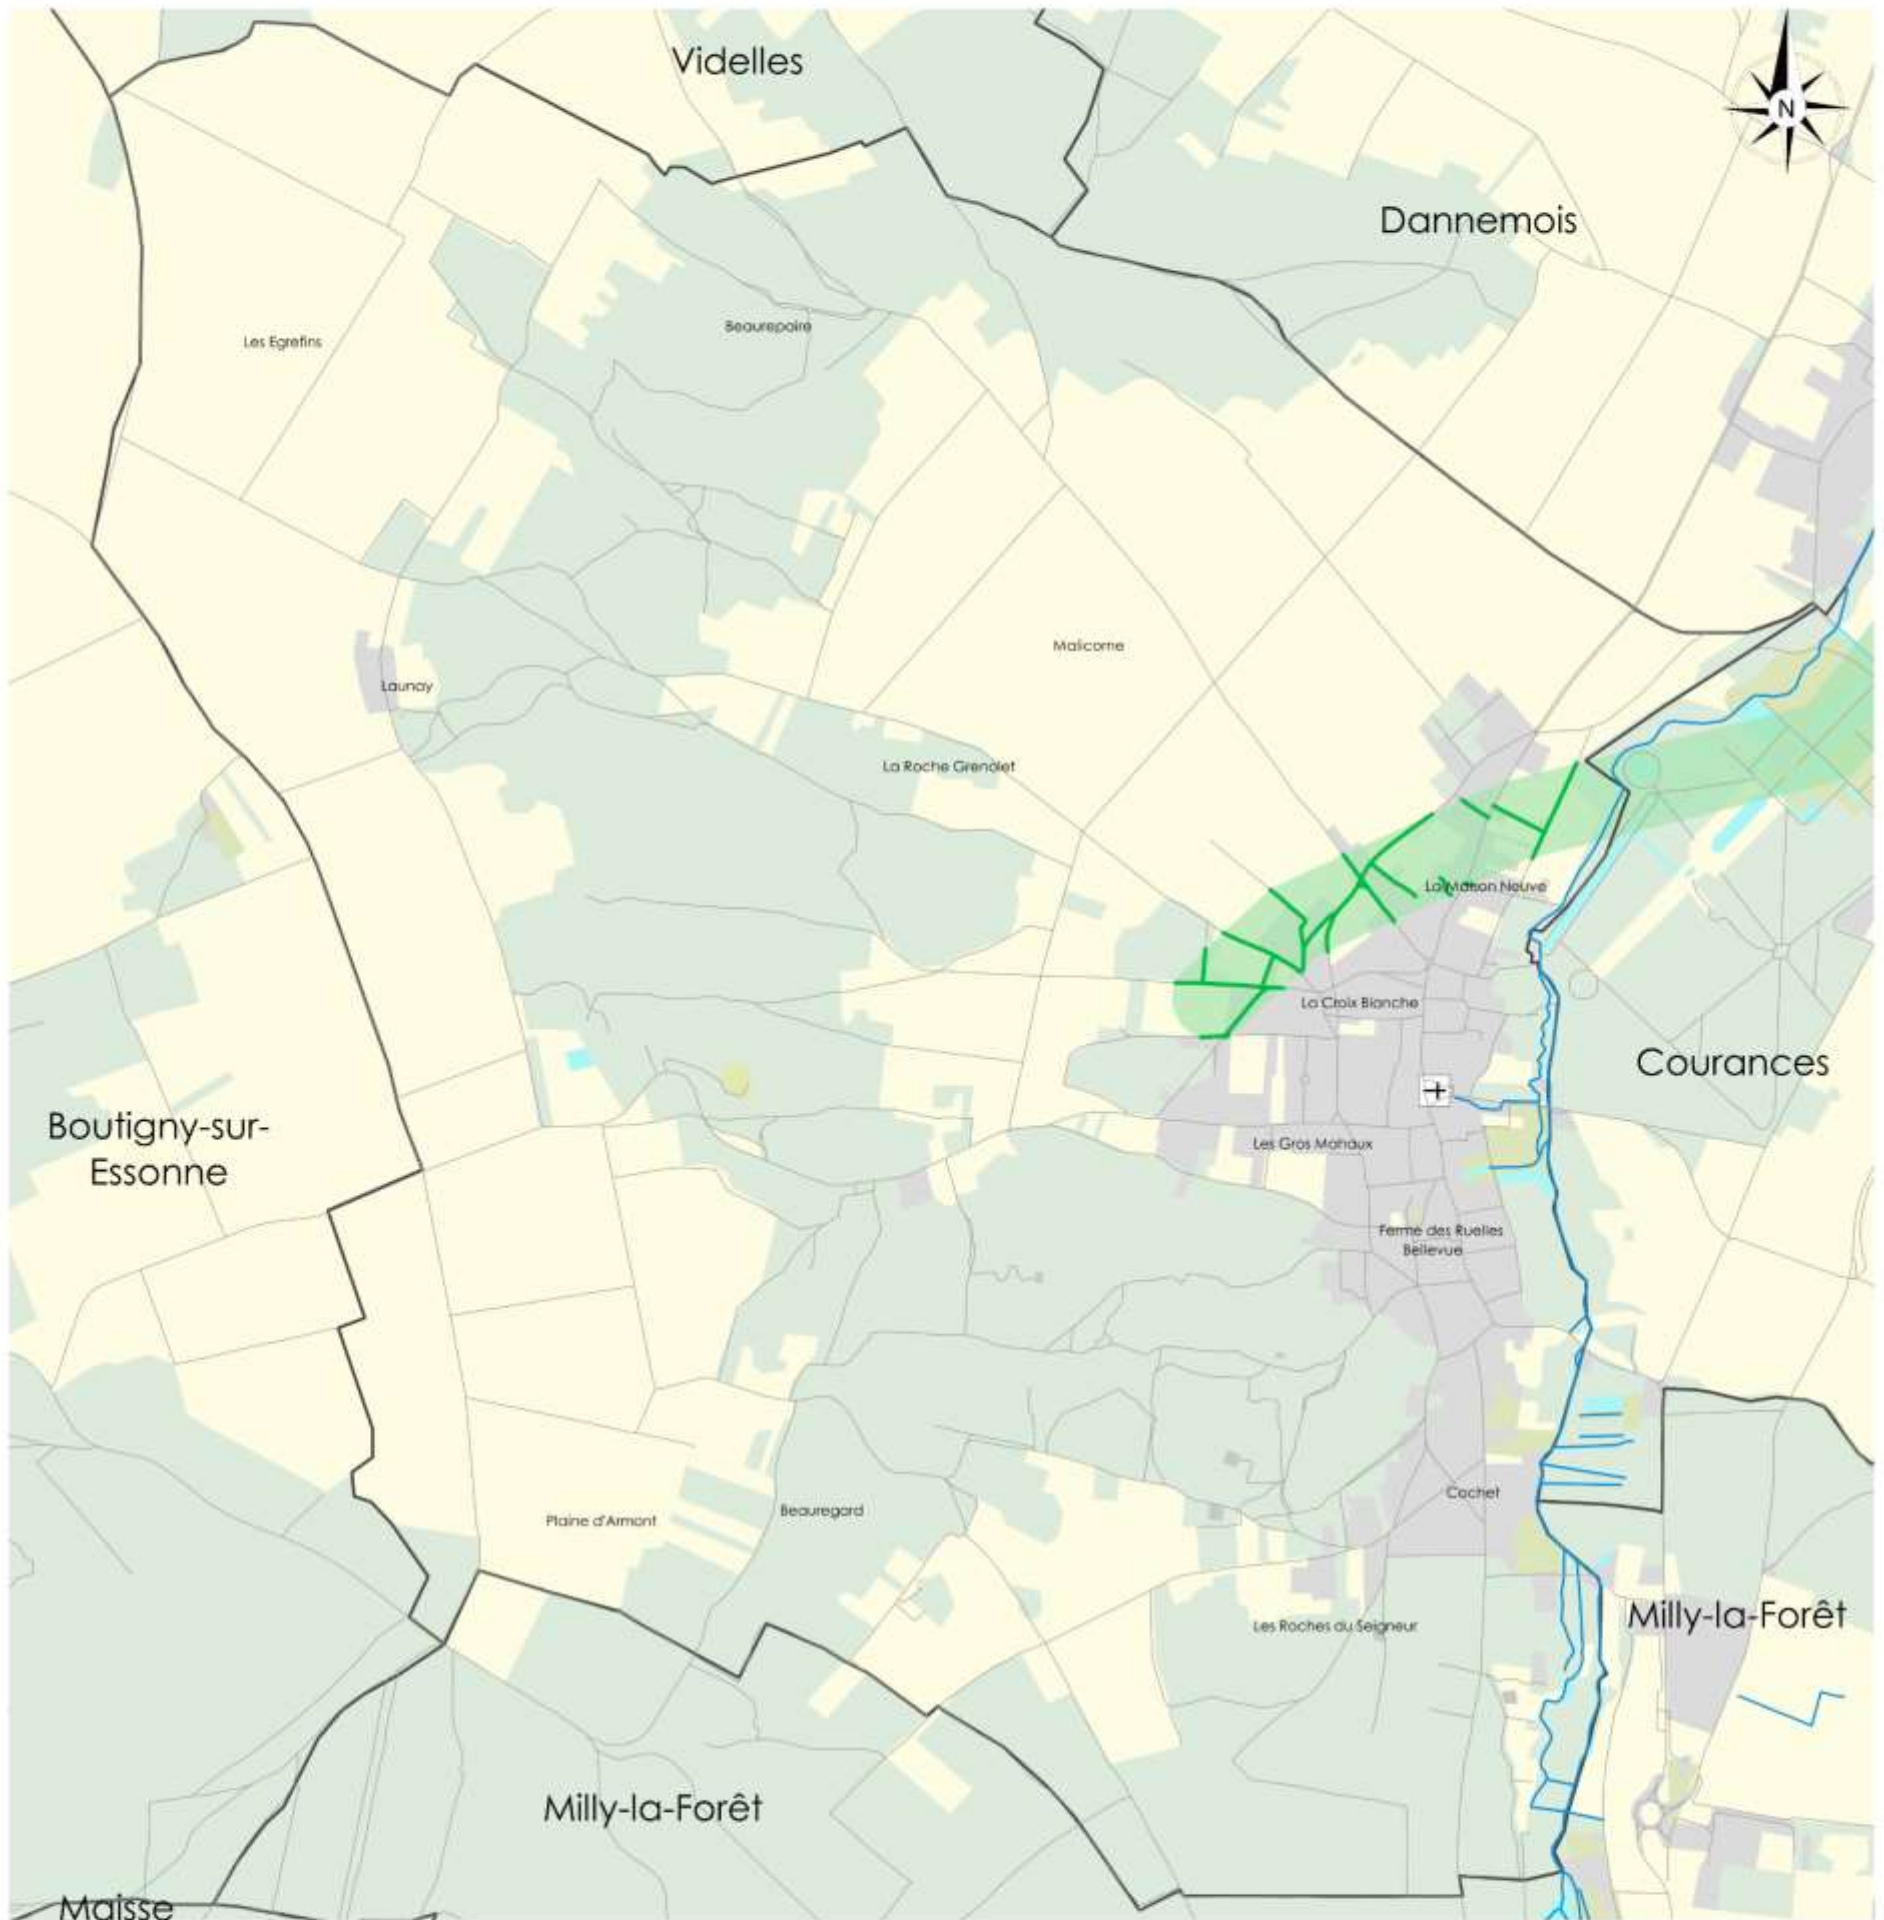 Videlles
N
Dannemois
Beaurepaire
Les Egrefins
Malicorne
Launay
La Roche Grenolet
La Maison Neuve
La Croix Blanche
Courances
Boutigny-sur-
Essonne
Les Gros Mahaux
Ferme des Ruelles
Bellevue
Cochet
Beauregard
Plaine d'Armont
Milly-la-Forêt
Les Roches du Seigneur
Milly-la-Forêt
Maisse